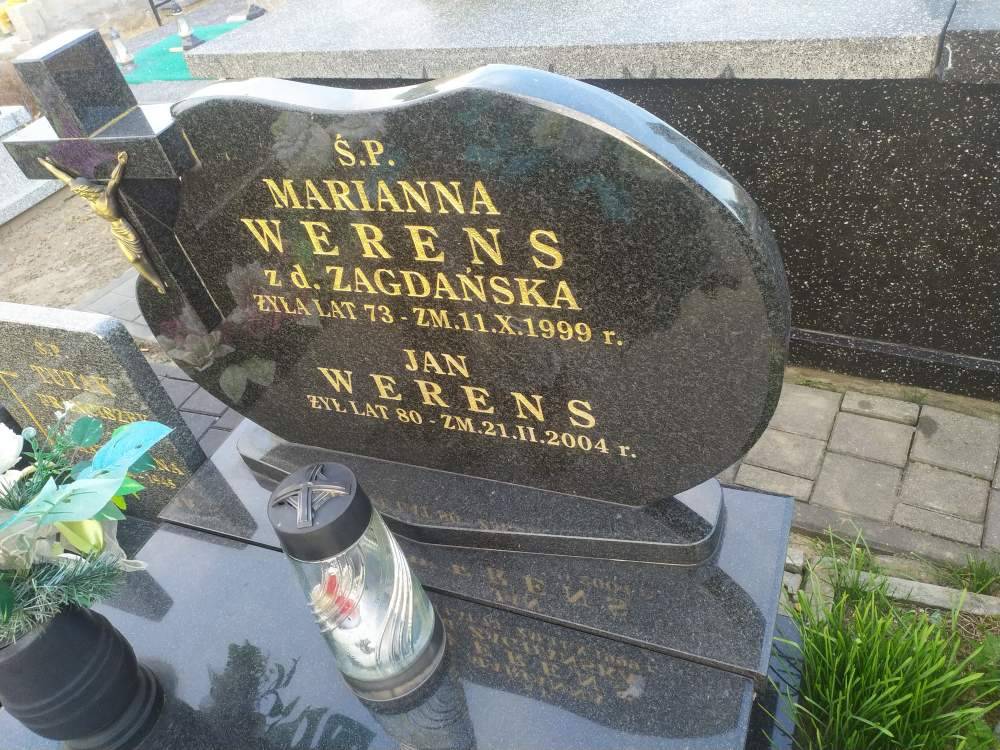 Ś.P.
MARIANNA
WERENS
z d. ZAGDAŃSKA
ŻYŁA LAT 73 - ZM.11.X.1999 r.
JAN
WERENS
ŻYŁ LAT 80 - ZM.21.II.2004 r.
Ś.P.